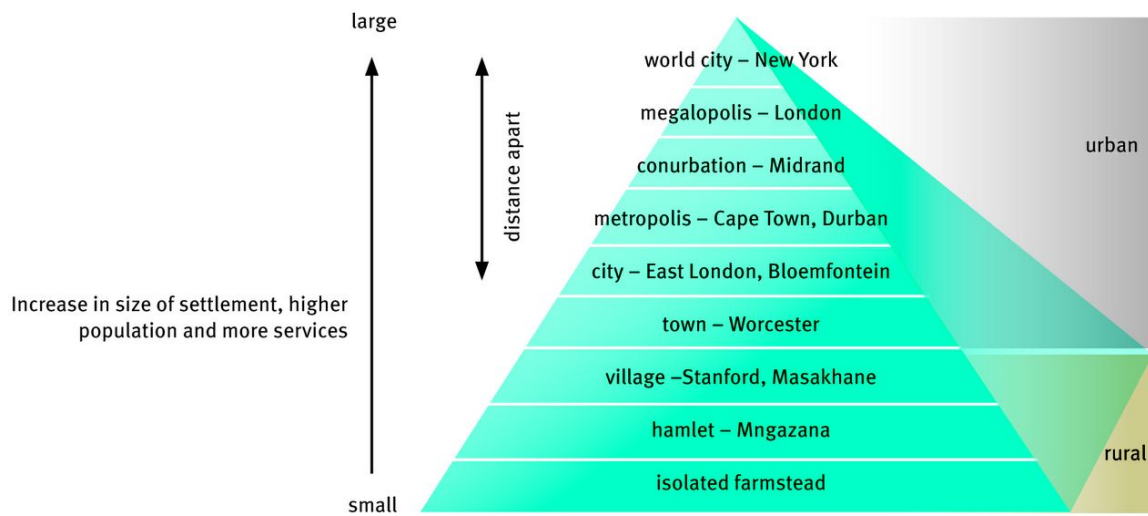 large
world city – New York
megalopolis – London
urban
conurbation – Midrand
distance apart
metropolis – Cape Town, Durban
city – East London, Bloemfontein
Increase in size of settlement, higher
population and more services
town – Worcester
village –Stanford, Masakhane
hamlet – Mngazana
rural
isolated farmstead
small